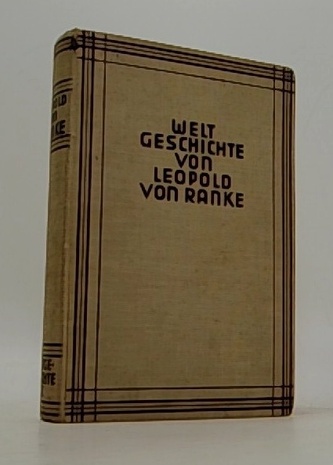 WELT
GESCHICHTE
VON
LEOPOLD
VON RANKE